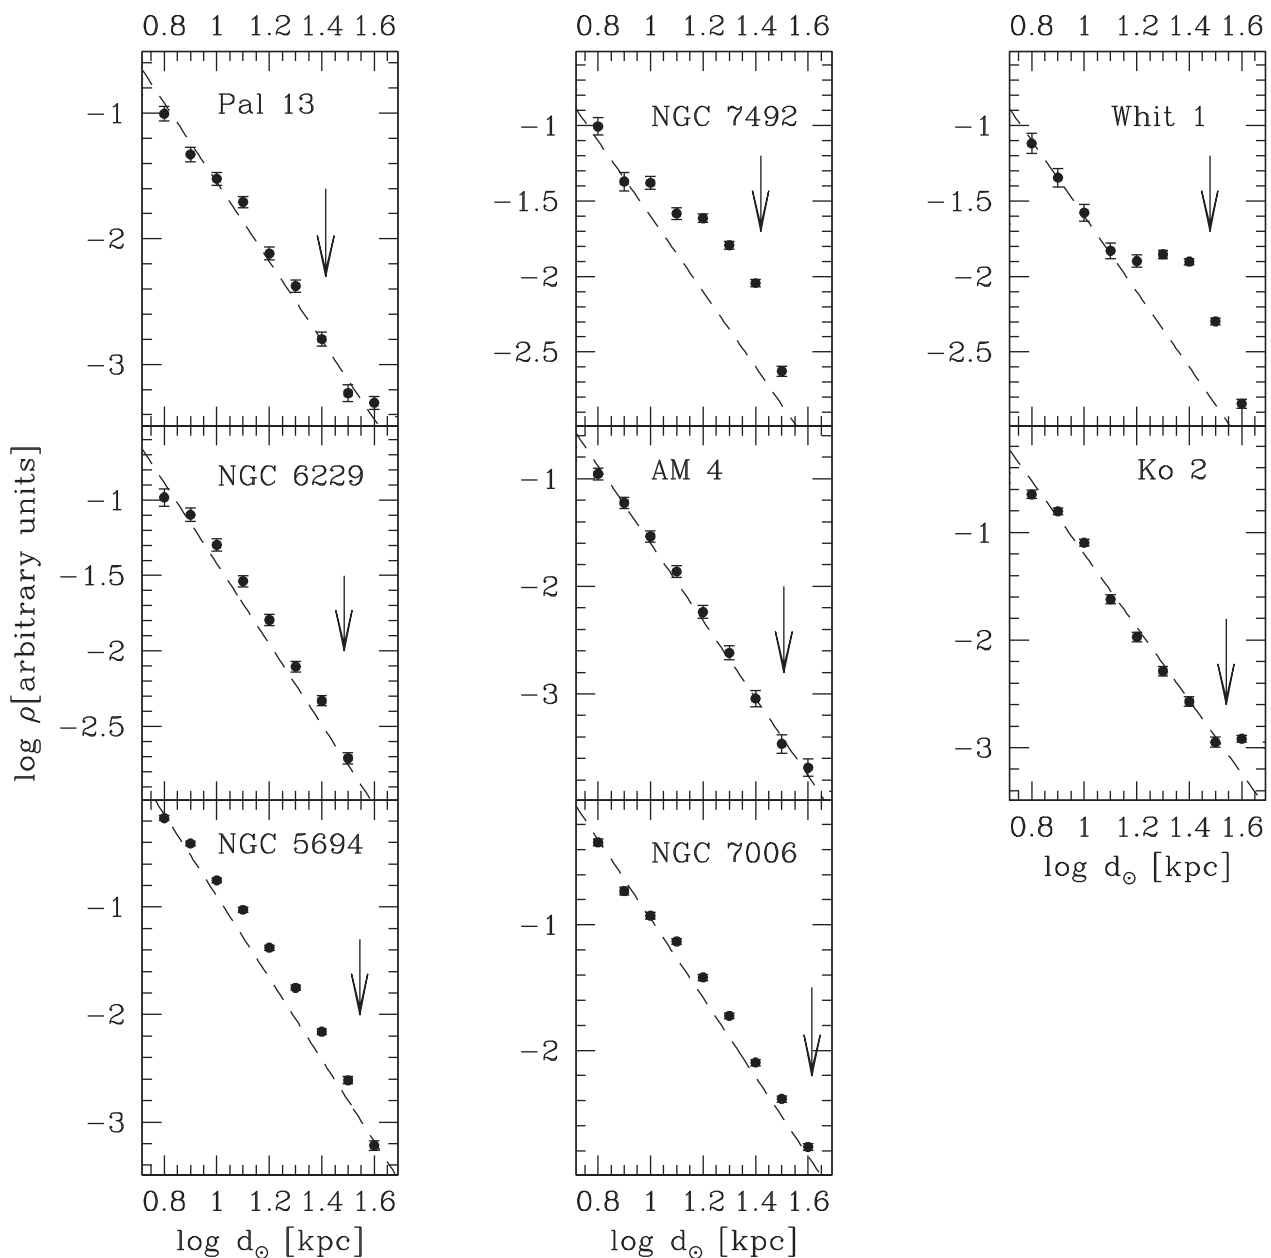 0.8 1 1.2 1.4 1.6
0.8 1 1.2 1.4 1.6
0.8 1 1.2 1.4 1.6
Pal 13
−1
−2
−3
NGC 7492
−1
−1.5
−2
−2.5
Whit 1
−1
−1.5
−2
−2.5
log ρ[arbitrary units]
NGC 6229
−1
−1.5
−2
−2.5
AM 4
−1
−2
−3
Ko 2
−1
−2
−3
0.8 1 1.2 1.4 1.6
log d⊙ [kpc]
NGC 5694
−1
−2
−3
0.8 1 1.2 1.4 1.6
log d⊙ [kpc]
NGC 7006
−1
−2
0.8 1 1.2 1.4 1.6
log d⊙ [kpc]